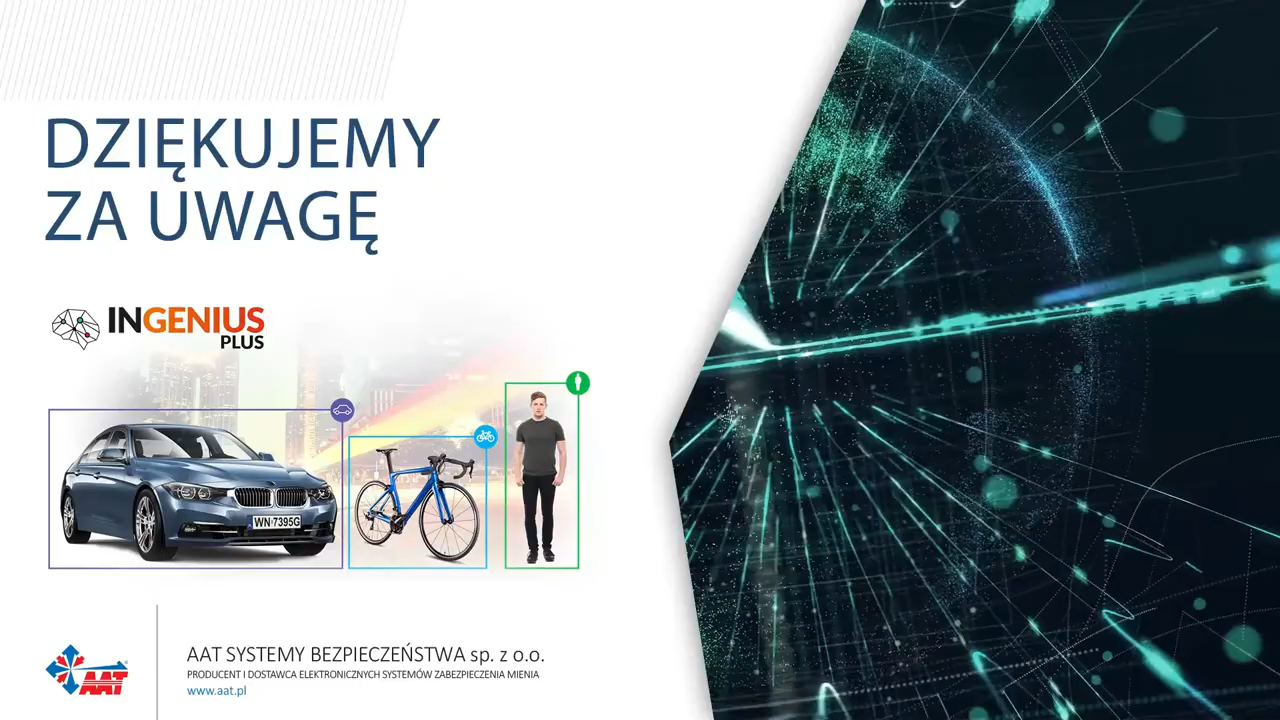 DZIĘKUJEMY
ZA UWAGĘ
INGENIUS
PLUS
WN 7395G
AAT
AAT SYSTEMY BEZPIECZEŃSTWA sp. z o.o.
PRODUCENT I DOSTAWCA ELEKTRONICZNYCH SYSTEMÓW ZABEZPIECZENIA MIENIA
www.aat.pl